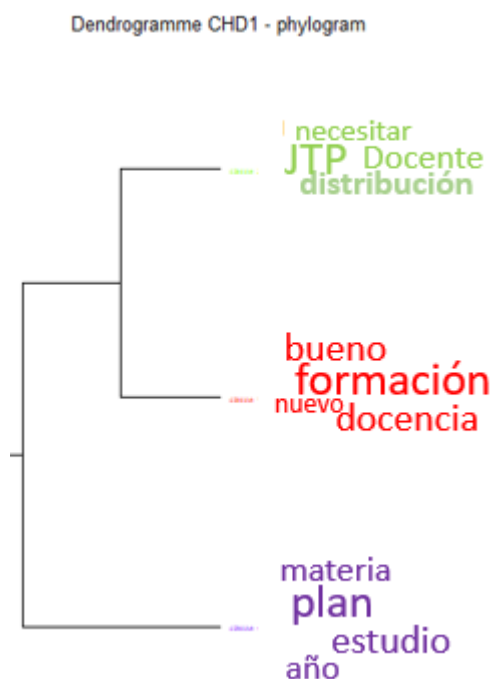 Dendrogramme CHD1 - phylogram
necesitar
JTP Docente
distribución
bueno
formación
nuevo
docencia
materia
plan
estudio
año